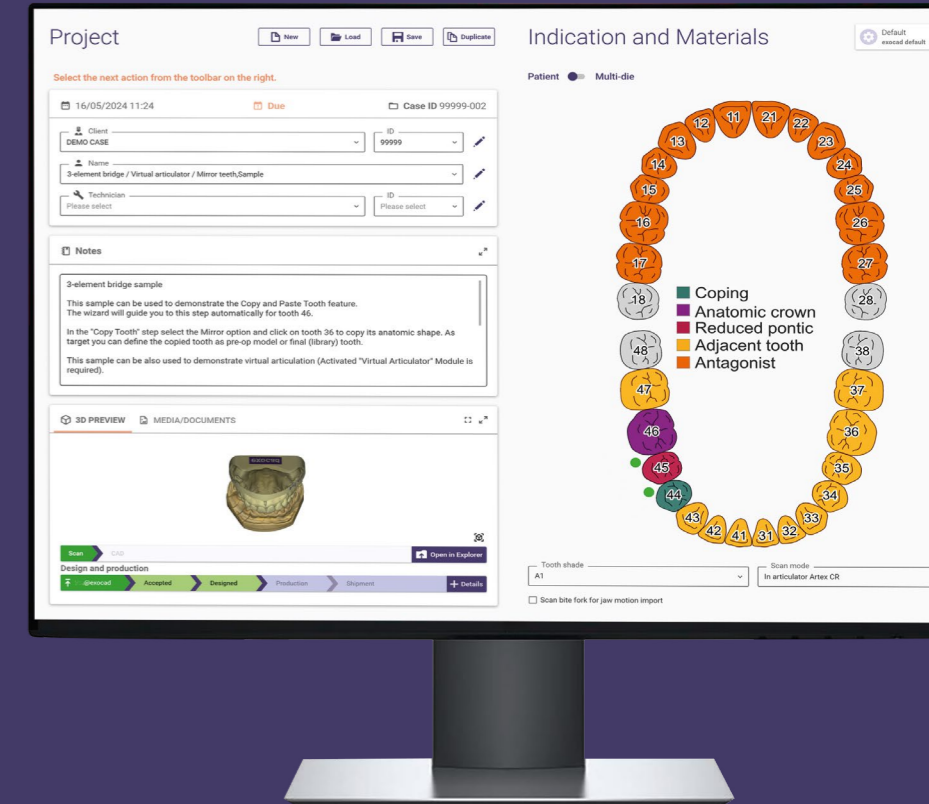 Project
New
Load
Save
Duplicate
Select the next action from the toolbar on the right.
16/05/2024 11:24
Due
Case ID 99999-002
Client
DEMO CASE
ID
99999
Name
3-element bridge / Virtual articulator / Mirror teeth,Sample
Technician
Please select
ID
Please select
Notes
3-element bridge sample
This sample can be used to demonstrate the Copy and Paste Tooth feature.
The wizard will guide you to this step automatically for tooth 46.
In the "Copy Tooth" step select the Mirror option and click on tooth 36 to copy its anatomic shape. As
target you can define the copied tooth as pre-op model or final (library) tooth.
This sample can be also used to demonstrate virtual articulation (Activated "Virtual Articulator" Module is
required).
3D PREVIEW
MEDIA/DOCUMENTS
Scan
CAD
Open in Explorer
Design and production
@exocad
Accepted
Designed
Production
Shipment
+ Details
Indication and Materials
Default
exocad default
Patient
Multi-die
12 11 21 22
13 23
14 24
15 25
16 26
17 27
18 28
Coping
Anatomic crown
Reduced pontic
Adjacent tooth
Antagonist
48 38
47 37
46 36
45 35
44 34
43 33
42 41 31 32
Tooth shade
A1
Scan mode
In articulator Artex CR
Scan bite fork for jaw motion import